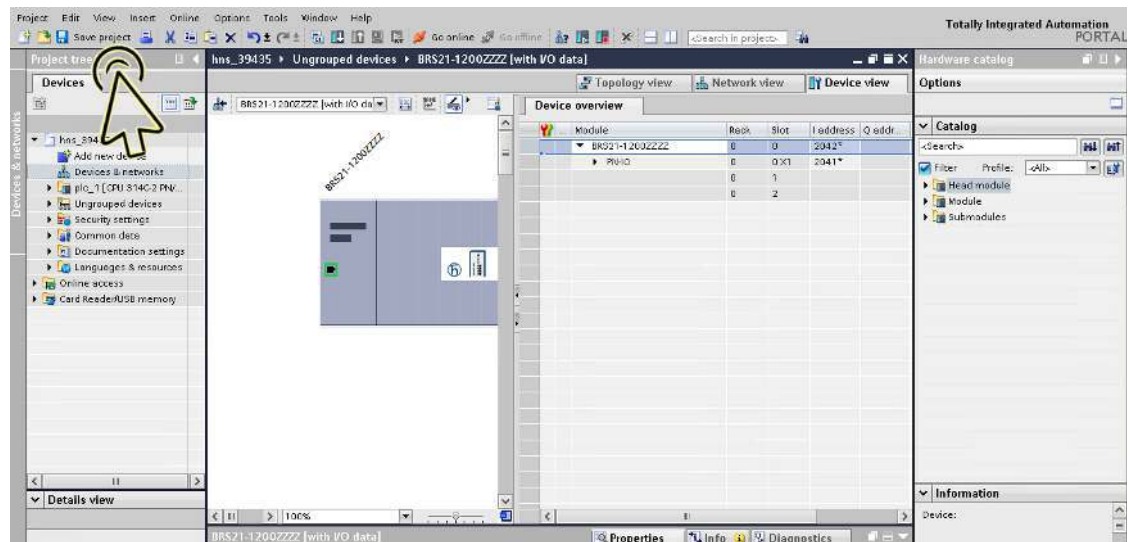 Project Edit View Insert Online Options Tools Window Help
Totally Integrated Automation
PORTAL
Save project
Go online
Go offline
<Search in project>
Project tree
hns_39435 ▸ Ungrouped devices ▸ BRS21-1200ZZZZ [with I/O data]
Hardware catalog
Devices
Topology view
Network view
Device view
Options
BRS21-1200ZZZZ [with I/O da
Device overview
Module Rack Slot I address Q addr...
Catalog
BRS21-1200ZZZZ 0 0 2042*
<Search>
PN-IO 0 0 X1 2041*
Filter Profile: <All>
0 1
Head module
0 2
Module
Submodules
Add new
Devices & networks
plc_1 [CPU 314C-2 PN/...
Ungrouped devices
Security settings
Common data
Documentation settings
Languages & resources
Online access
Card Reader/USB memory
BRS21-1200ZZZZ
Devices & networks
Details view
100%
Information
Device:
BRS21-1200ZZZZ [with I/O data]
Properties
Info
Diagnostics